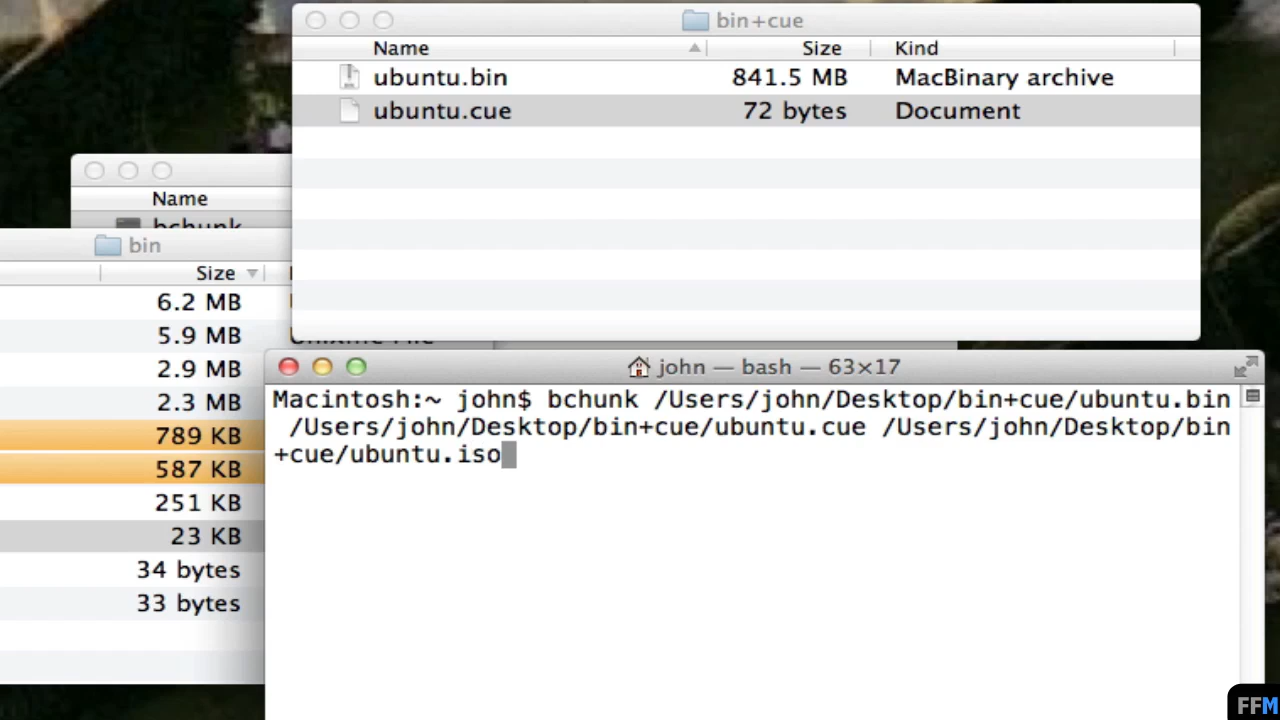 bin+cue
Name Size Kind
ubuntu.bin 841.5 MB MacBinary archive
ubuntu.cue 72 bytes Document
Name
bchunk
bin
Size
6.2 MB
5.9 MB
2.9 MB
2.3 MB
789 KB
587 KB
251 KB
23 KB
34 bytes
33 bytes
john — bash — 63×17
Macintosh:~ john$ bchunk /Users/john/Desktop/bin+cue/ubuntu.bin
/Users/john/Desktop/bin+cue/ubuntu.cue /Users/john/Desktop/bin
+cue/ubuntu.iso
FFM